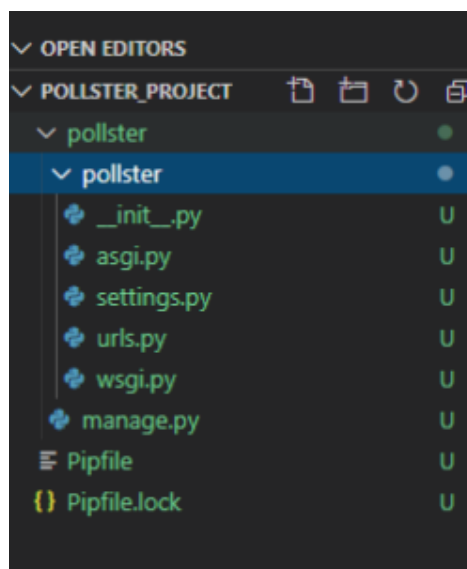 OPEN EDITORS
POLLSTER_PROJECT
pollster
pollster
__init__.py U
asgi.py U
settings.py U
urls.py U
wsgi.py U
manage.py U
Pipfile U
{} Pipfile.lock U